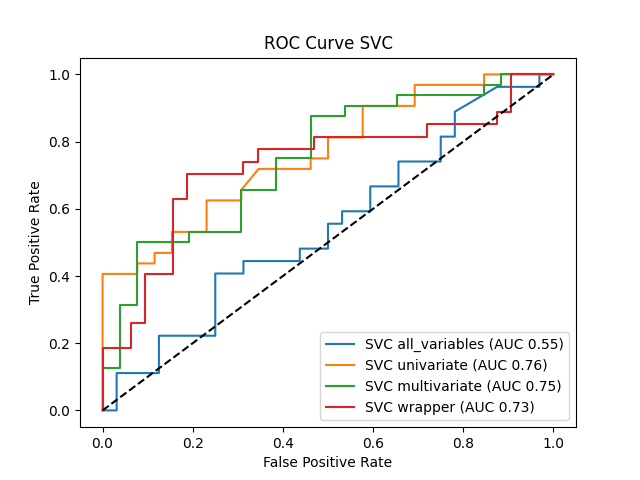 ROC Curve SVC
True Positive Rate
1.0
0.8
0.6
0.4
0.2
0.0
SVC all_variables (AUC 0.55)
SVC univariate (AUC 0.76)
SVC multivariate (AUC 0.75)
SVC wrapper (AUC 0.73)
0.0 0.2 0.4 0.6 0.8 1.0
False Positive Rate